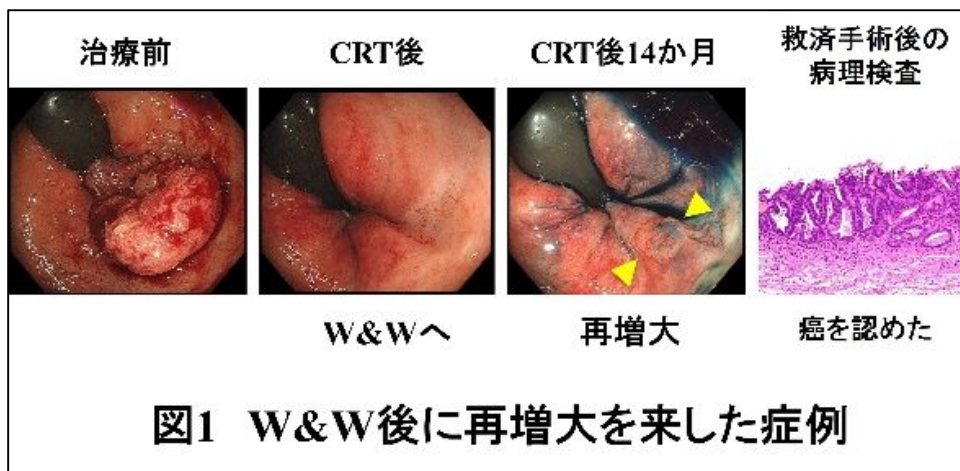 治療前
CRT後
CRT後14か月
救済手術後の
病理検査
W&Wへ
再増大
癌を認めた
図1 W&W後に再増大を来した症例